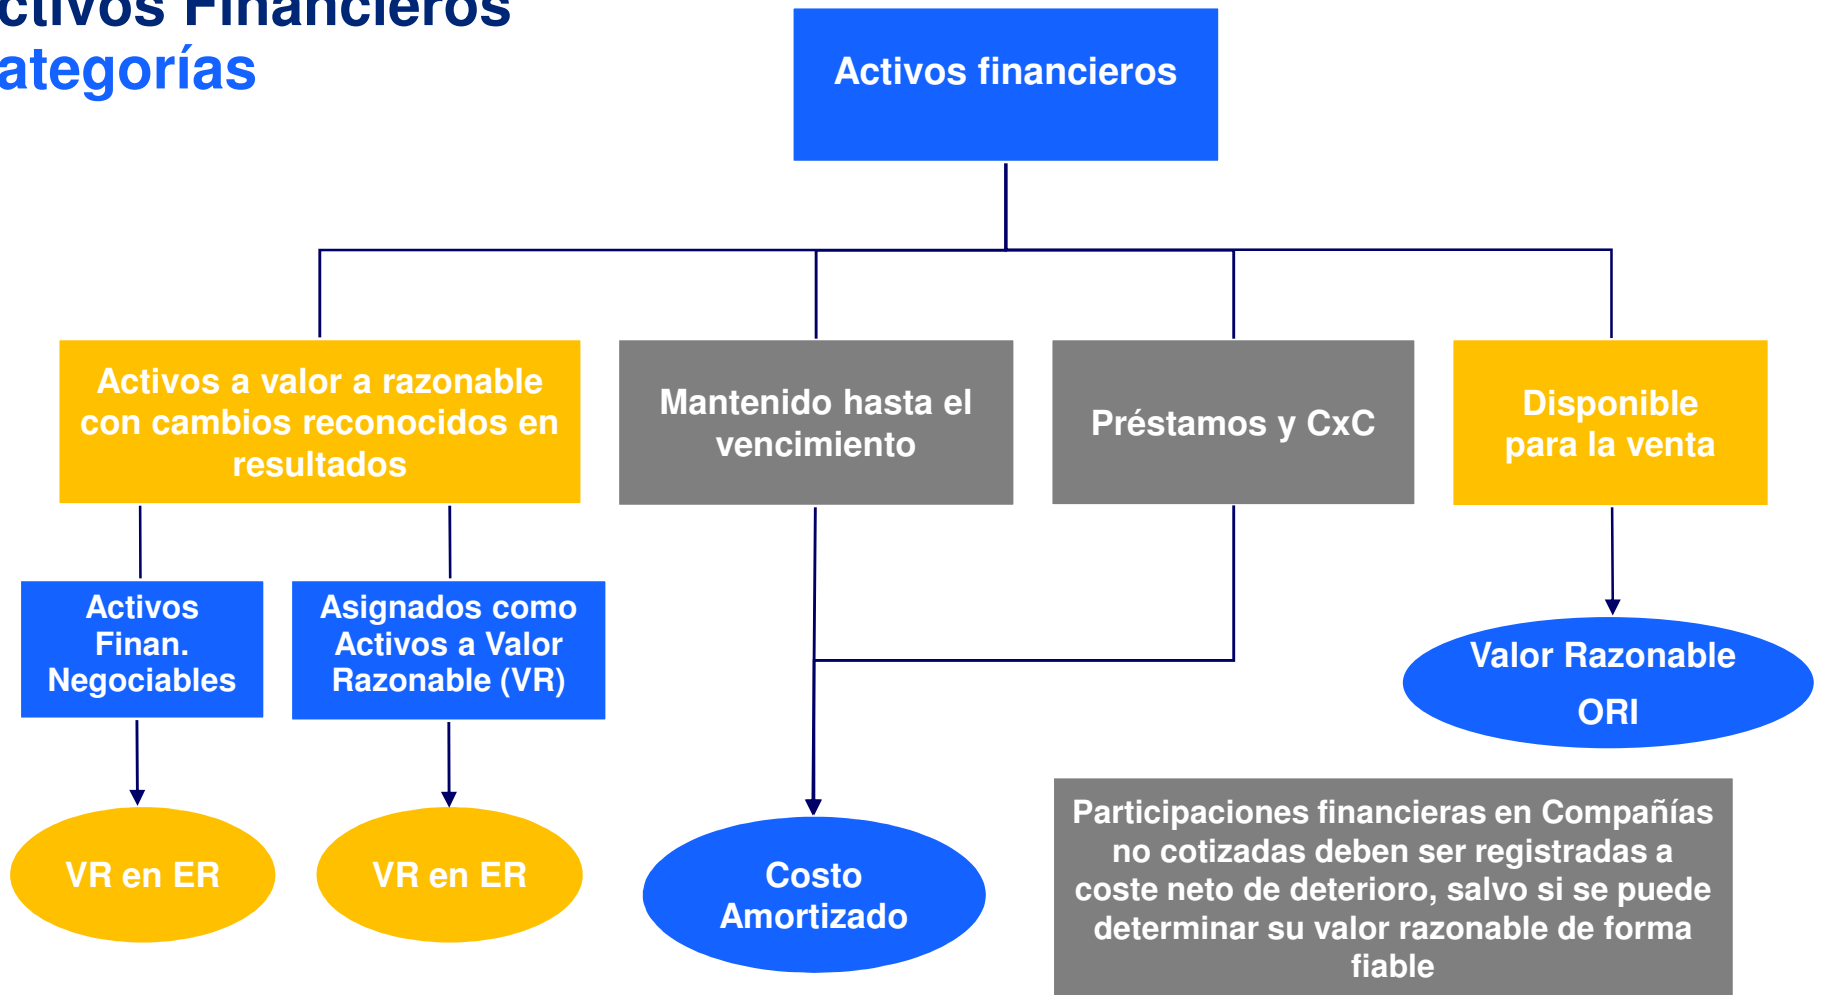 ctivos Financieros
ategorías
Activos financieros
Activos a valor a razonable
con cambios reconocidos en
resultados
Mantenido hasta el
vencimiento
Préstamos y CxC
Disponible
para la venta
Activos
Finan.
Negociables
Asignados como
Activos a Valor
Razonable (VR)
Valor Razonable
ORI
VR en ER
VR en ER
Costo
Amortizado
Participaciones financieras en Compañías
no cotizadas deben ser registradas a
coste neto de deterioro, salvo si se puede
determinar su valor razonable de forma
fiable